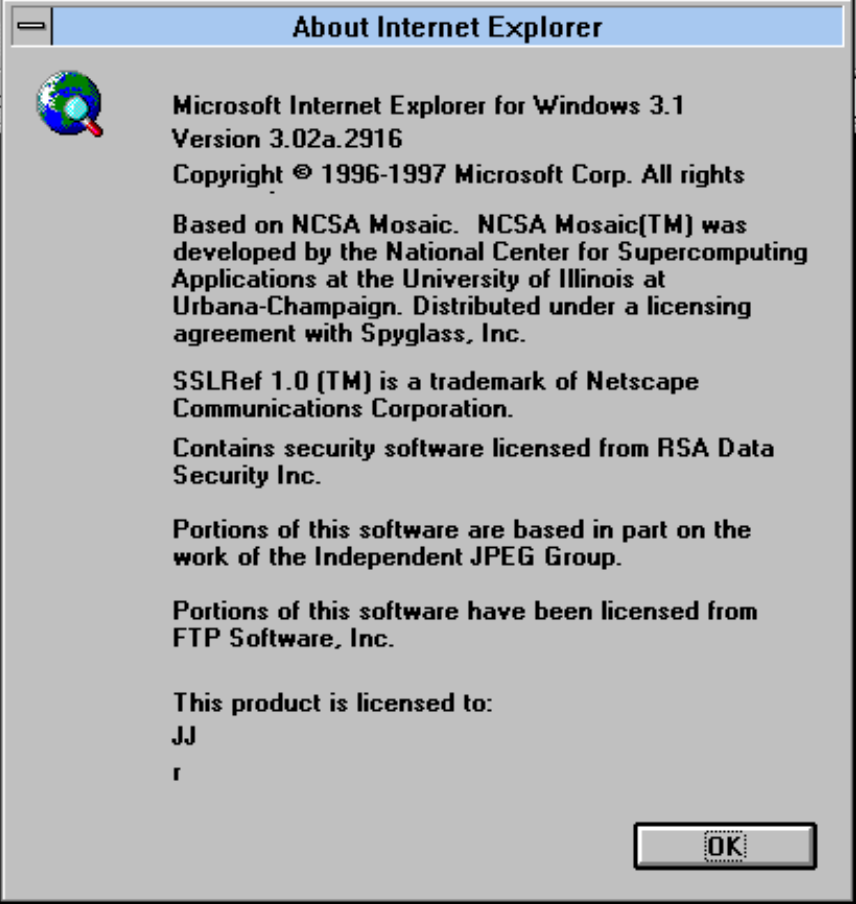 About Internet Explorer
Microsoft Internet Explorer for Windows 3.1
Version 3.02a.2916
Copyright © 1996-1997 Microsoft Corp. All rights
Based on NCSA Mosaic.  NCSA Mosaic(TM) was
developed by the National Center for Supercomputing
Applications at the University of Illinois at
Urbana-Champaign. Distributed under a licensing
agreement with Spyglass, Inc.
SSLRef 1.0 (TM) is a trademark of Netscape
Communications Corporation.
Contains security software licensed from RSA Data
Security Inc.
Portions of this software are based in part on the
work of the Independent JPEG Group.
Portions of this software have been licensed from
FTP Software, Inc.
This product is licensed to:
JJ
r
OK